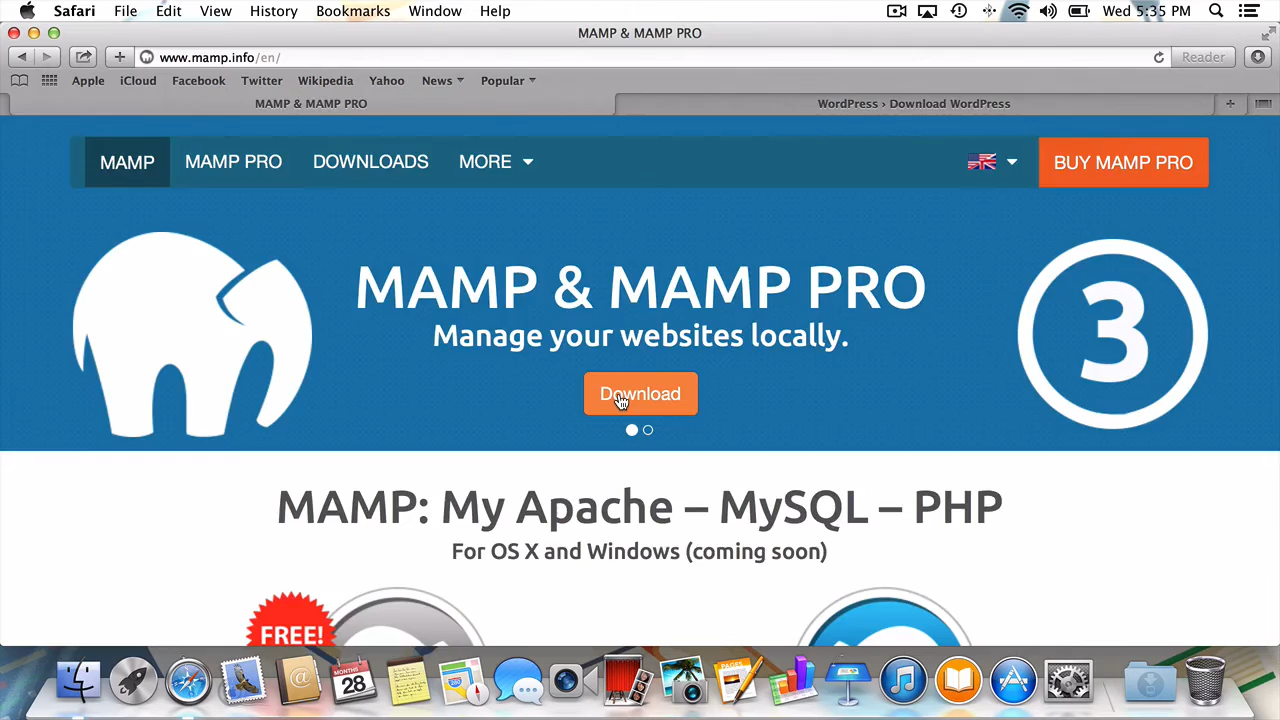 Safari File Edit View History Bookmarks Window Help Wed 5:35 PM
MAMP & MAMP PRO
www.mamp.info/en/ Reader
Apple iCloud Facebook Twitter Wikipedia Yahoo News Popular
MAMP & MAMP PRO WordPress › Download WordPress
MAMP MAMP PRO DOWNLOADS MORE BUY MAMP PRO
MAMP & MAMP PRO
Manage your websites locally.
3
Download
MAMP: My Apache – MySQL – PHP
For OS X and Windows (coming soon)
FREE!
MONTHS
28
PAGES